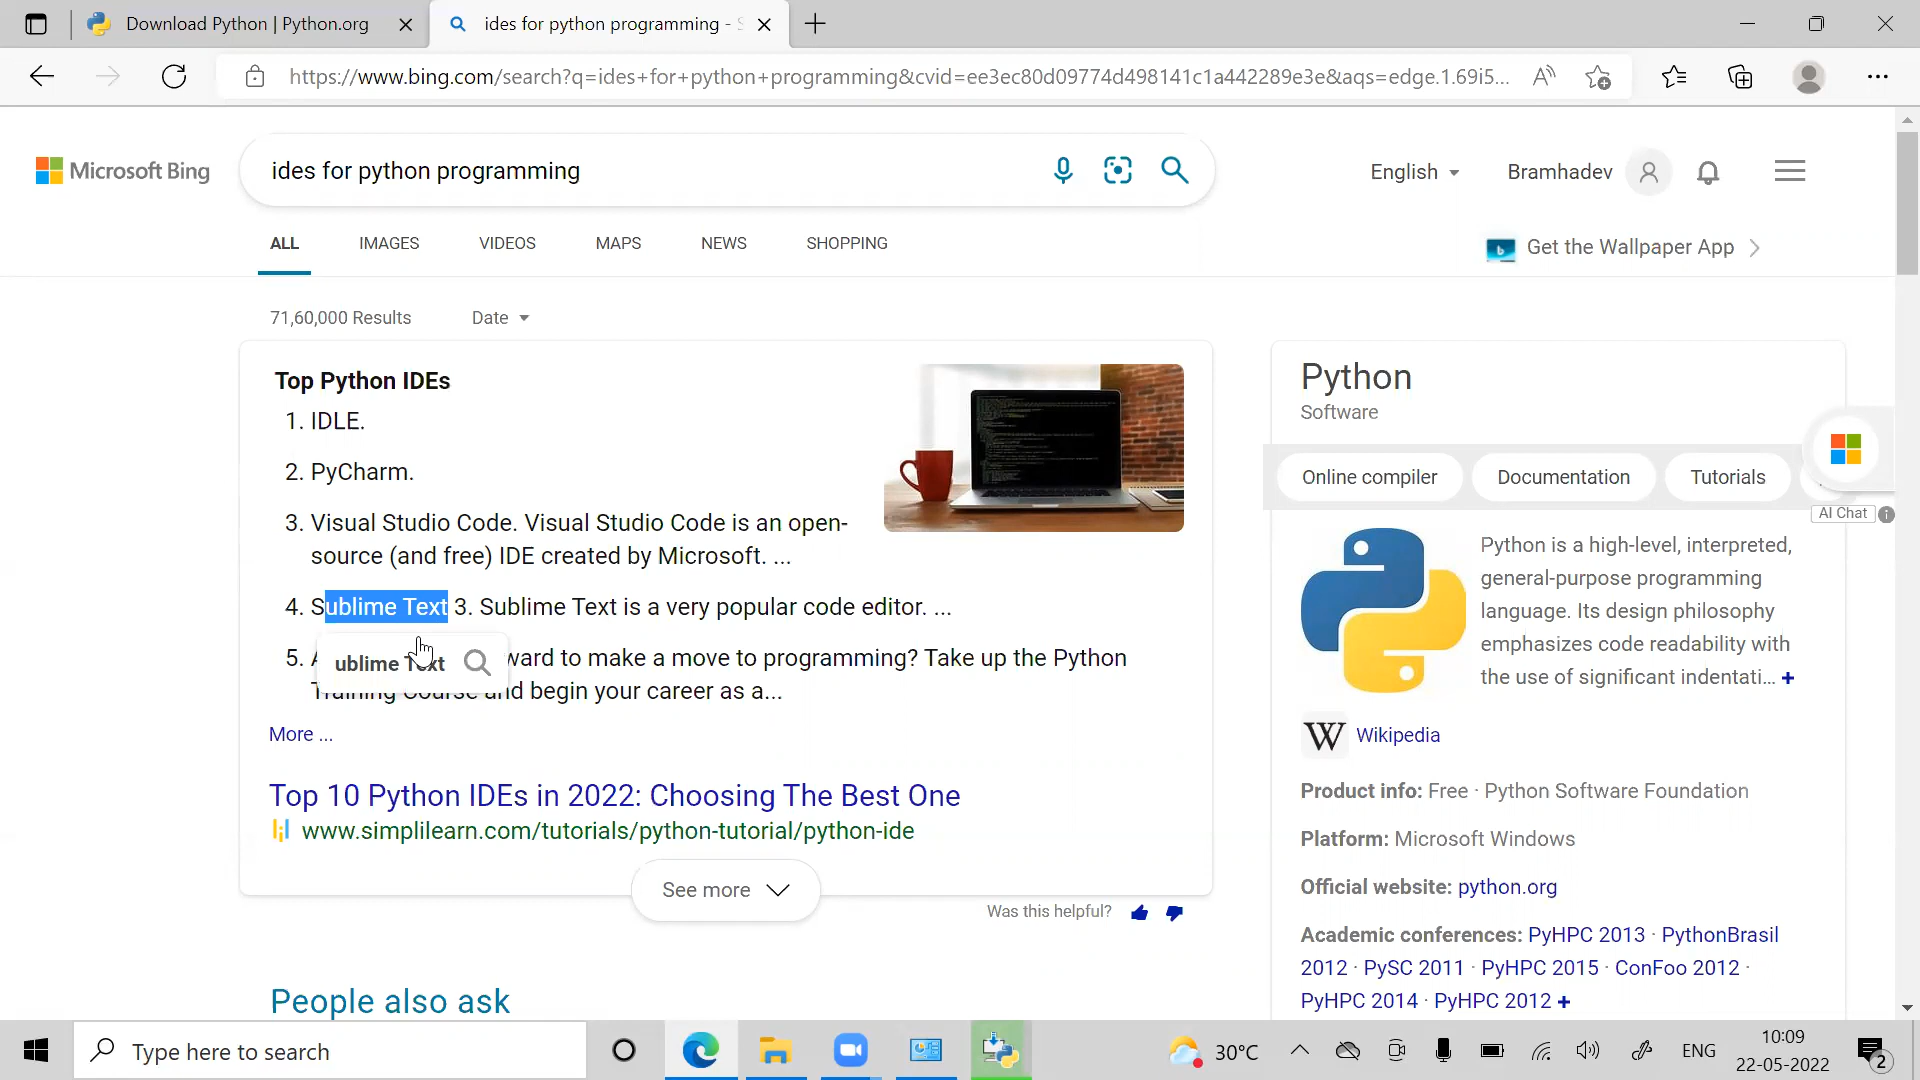 Download Python | Python.org
ides for python programming - S
https://www.bing.com/search?q=ides+for+python+programming&cvid=ee3ec80d09774d498141c1a442289e3e&aqs=edge.1.69i5...
Microsoft Bing
ides for python programming
English
Bramhadev
ALL IMAGES VIDEOS MAPS NEWS SHOPPING
Get the Wallpaper App
71,60,000 Results Date
Top Python IDEs
1. IDLE.
2. PyCharm.
3. Visual Studio Code. Visual Studio Code is an open-
source (and free) IDE created by Microsoft. ...
4. Sublime Text 3. Sublime Text is a very popular code editor. ...
ublime Text
5. ward to make a move to programming? Take up the Python
Training Course and begin your career as a...
More ...
Top 10 Python IDEs in 2022: Choosing The Best One
www.simplilearn.com/tutorials/python-tutorial/python-ide
See more
Was this helpful?
People also ask
Python
Software
Online compiler Documentation Tutorials
AI Chat
Python is a high-level, interpreted,
general-purpose programming
language. Its design philosophy
emphasizes code readability with
the use of significant indentati... +
W Wikipedia
Product info: Free · Python Software Foundation
Platform: Microsoft Windows
Official website: python.org
Academic conferences: PyHPC 2013 · PythonBrasil
2012 · PySC 2011 · PyHPC 2015 · ConFoo 2012 ·
PyHPC 2014 · PyHPC 2012 +
Type here to search
30°C
ENG
10:09
22-05-2022
2